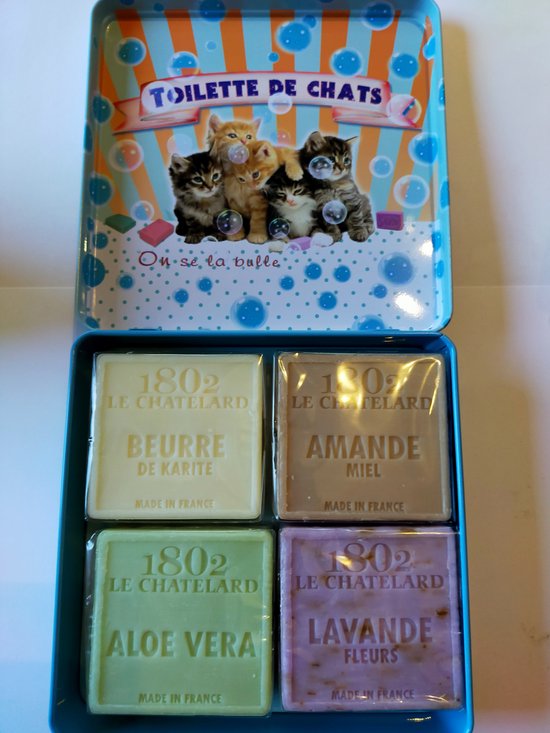 TOILETTE DE CHATS
On se la bulle
1802
LE CHATELARD
BEURRE
DE KARITE
MADE IN FRANCE
1802
LE CHATELARD
AMANDE
MIEL
MADE IN FRANCE
1802
LE CHATELARD
ALOE VERA
MADE IN FRANCE
1802
LE CHATELARD
LAVANDE
FLEURS
MADE IN FRANCE